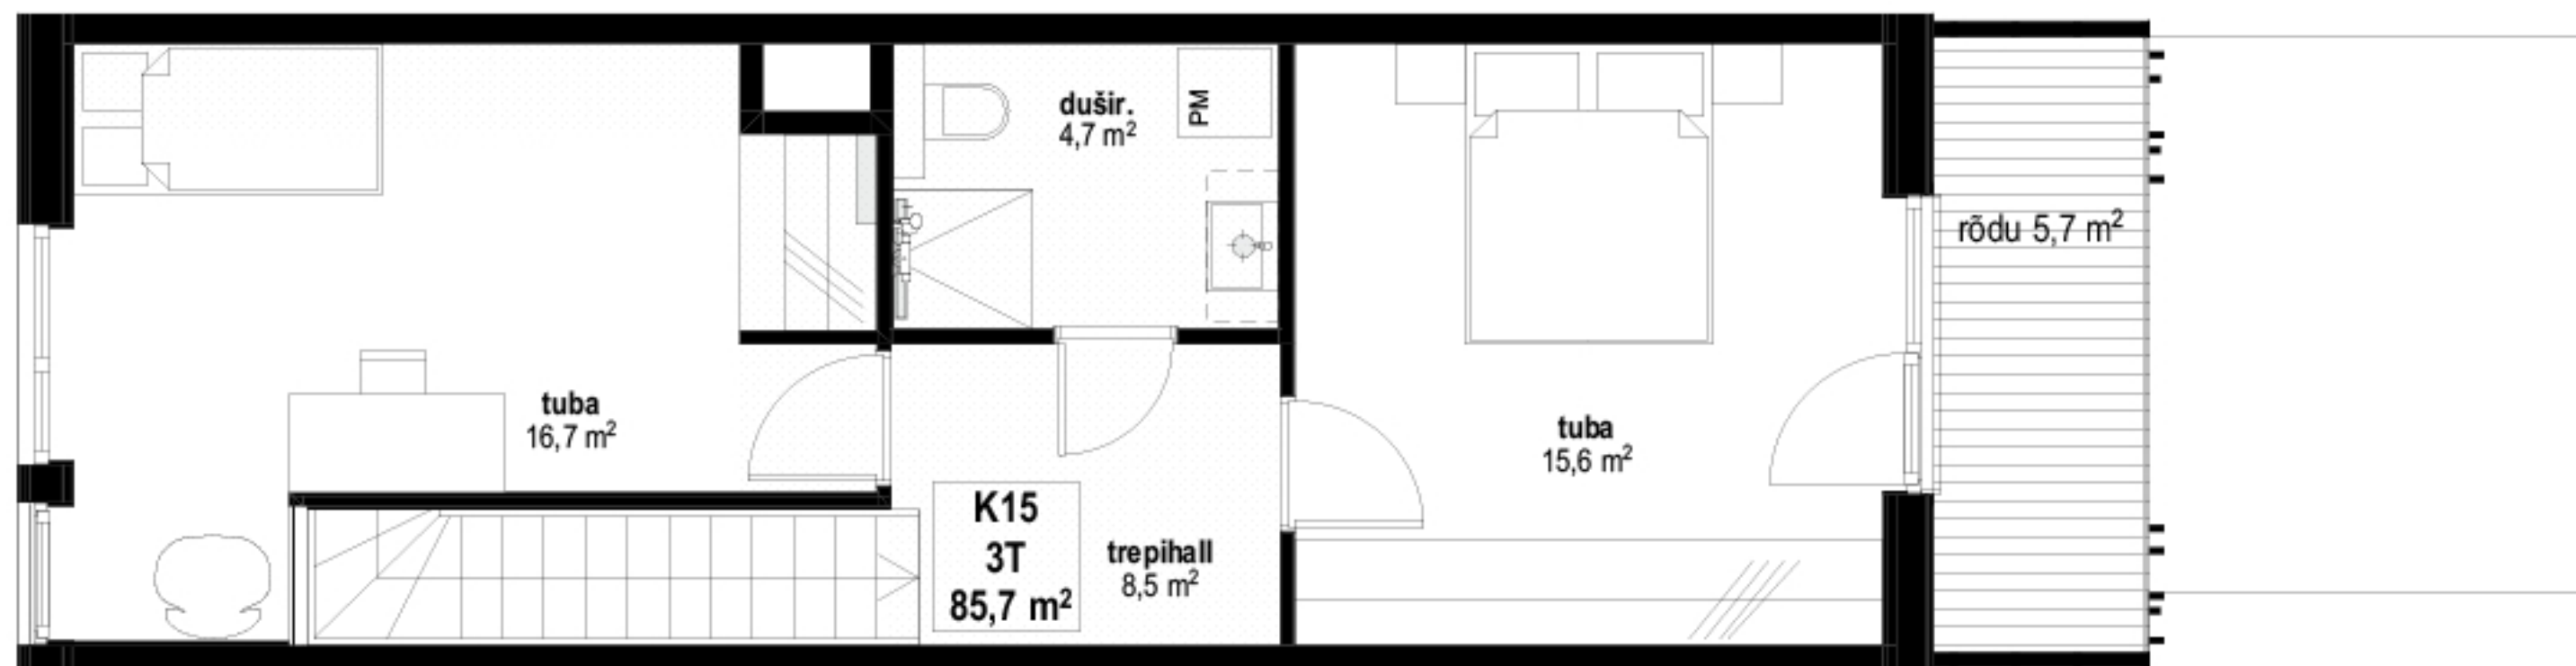 dušir.
4,7 m²
PM
rõdu 5,7 m²
tuba
16,7 m²
tuba
15,6 m²
K15
3T
85,7 m²
trepihall
8,5 m²